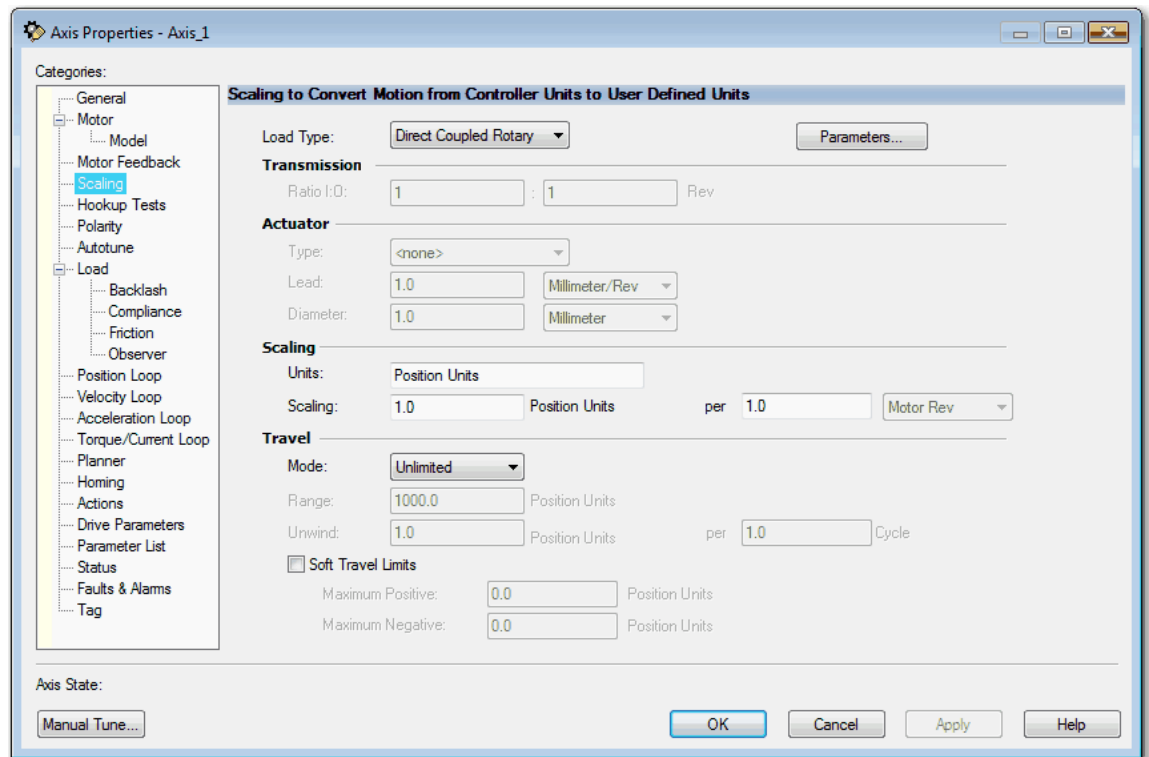 Axis Properties - Axis_1
Categories:
General
Motor
Model
Motor Feedback
Scaling
Hookup Tests
Polarity
Autotune
Load
Backlash
Compliance
Friction
Observer
Position Loop
Velocity Loop
Acceleration Loop
Torque/Current Loop
Planner
Homing
Actions
Drive Parameters
Parameter List
Status
Faults & Alarms
Tag
Scaling to Convert Motion from Controller Units to User Defined Units
Load Type: Direct Coupled Rotary Parameters...
Transmission
Ratio I:O: 1 : 1 Rev
Actuator
Type: <none>
Lead: 1.0 Millimeter/Rev
Diameter: 1.0 Millimeter
Scaling
Units: Position Units
Scaling: 1.0 Position Units per 1.0 Motor Rev
Travel
Mode: Unlimited
Range: 1000.0 Position Units
Unwind: 1.0 Position Units per 1.0 Cycle
Soft Travel Limits
Maximum Positive: 0.0 Position Units
Maximum Negative: 0.0 Position Units
Axis State:
Manual Tune... OK Cancel Apply Help